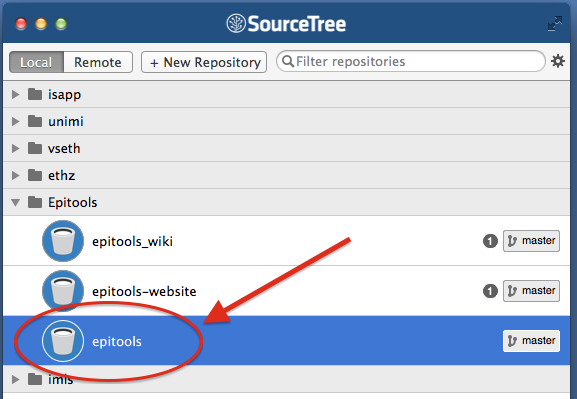 SourceTree
Local Remote + New Repository Filter repositories
isapp
unimi
vseth
ethz
Epitools
epitools_wiki 1 master
epitools-website 1 master
epitools master
imls